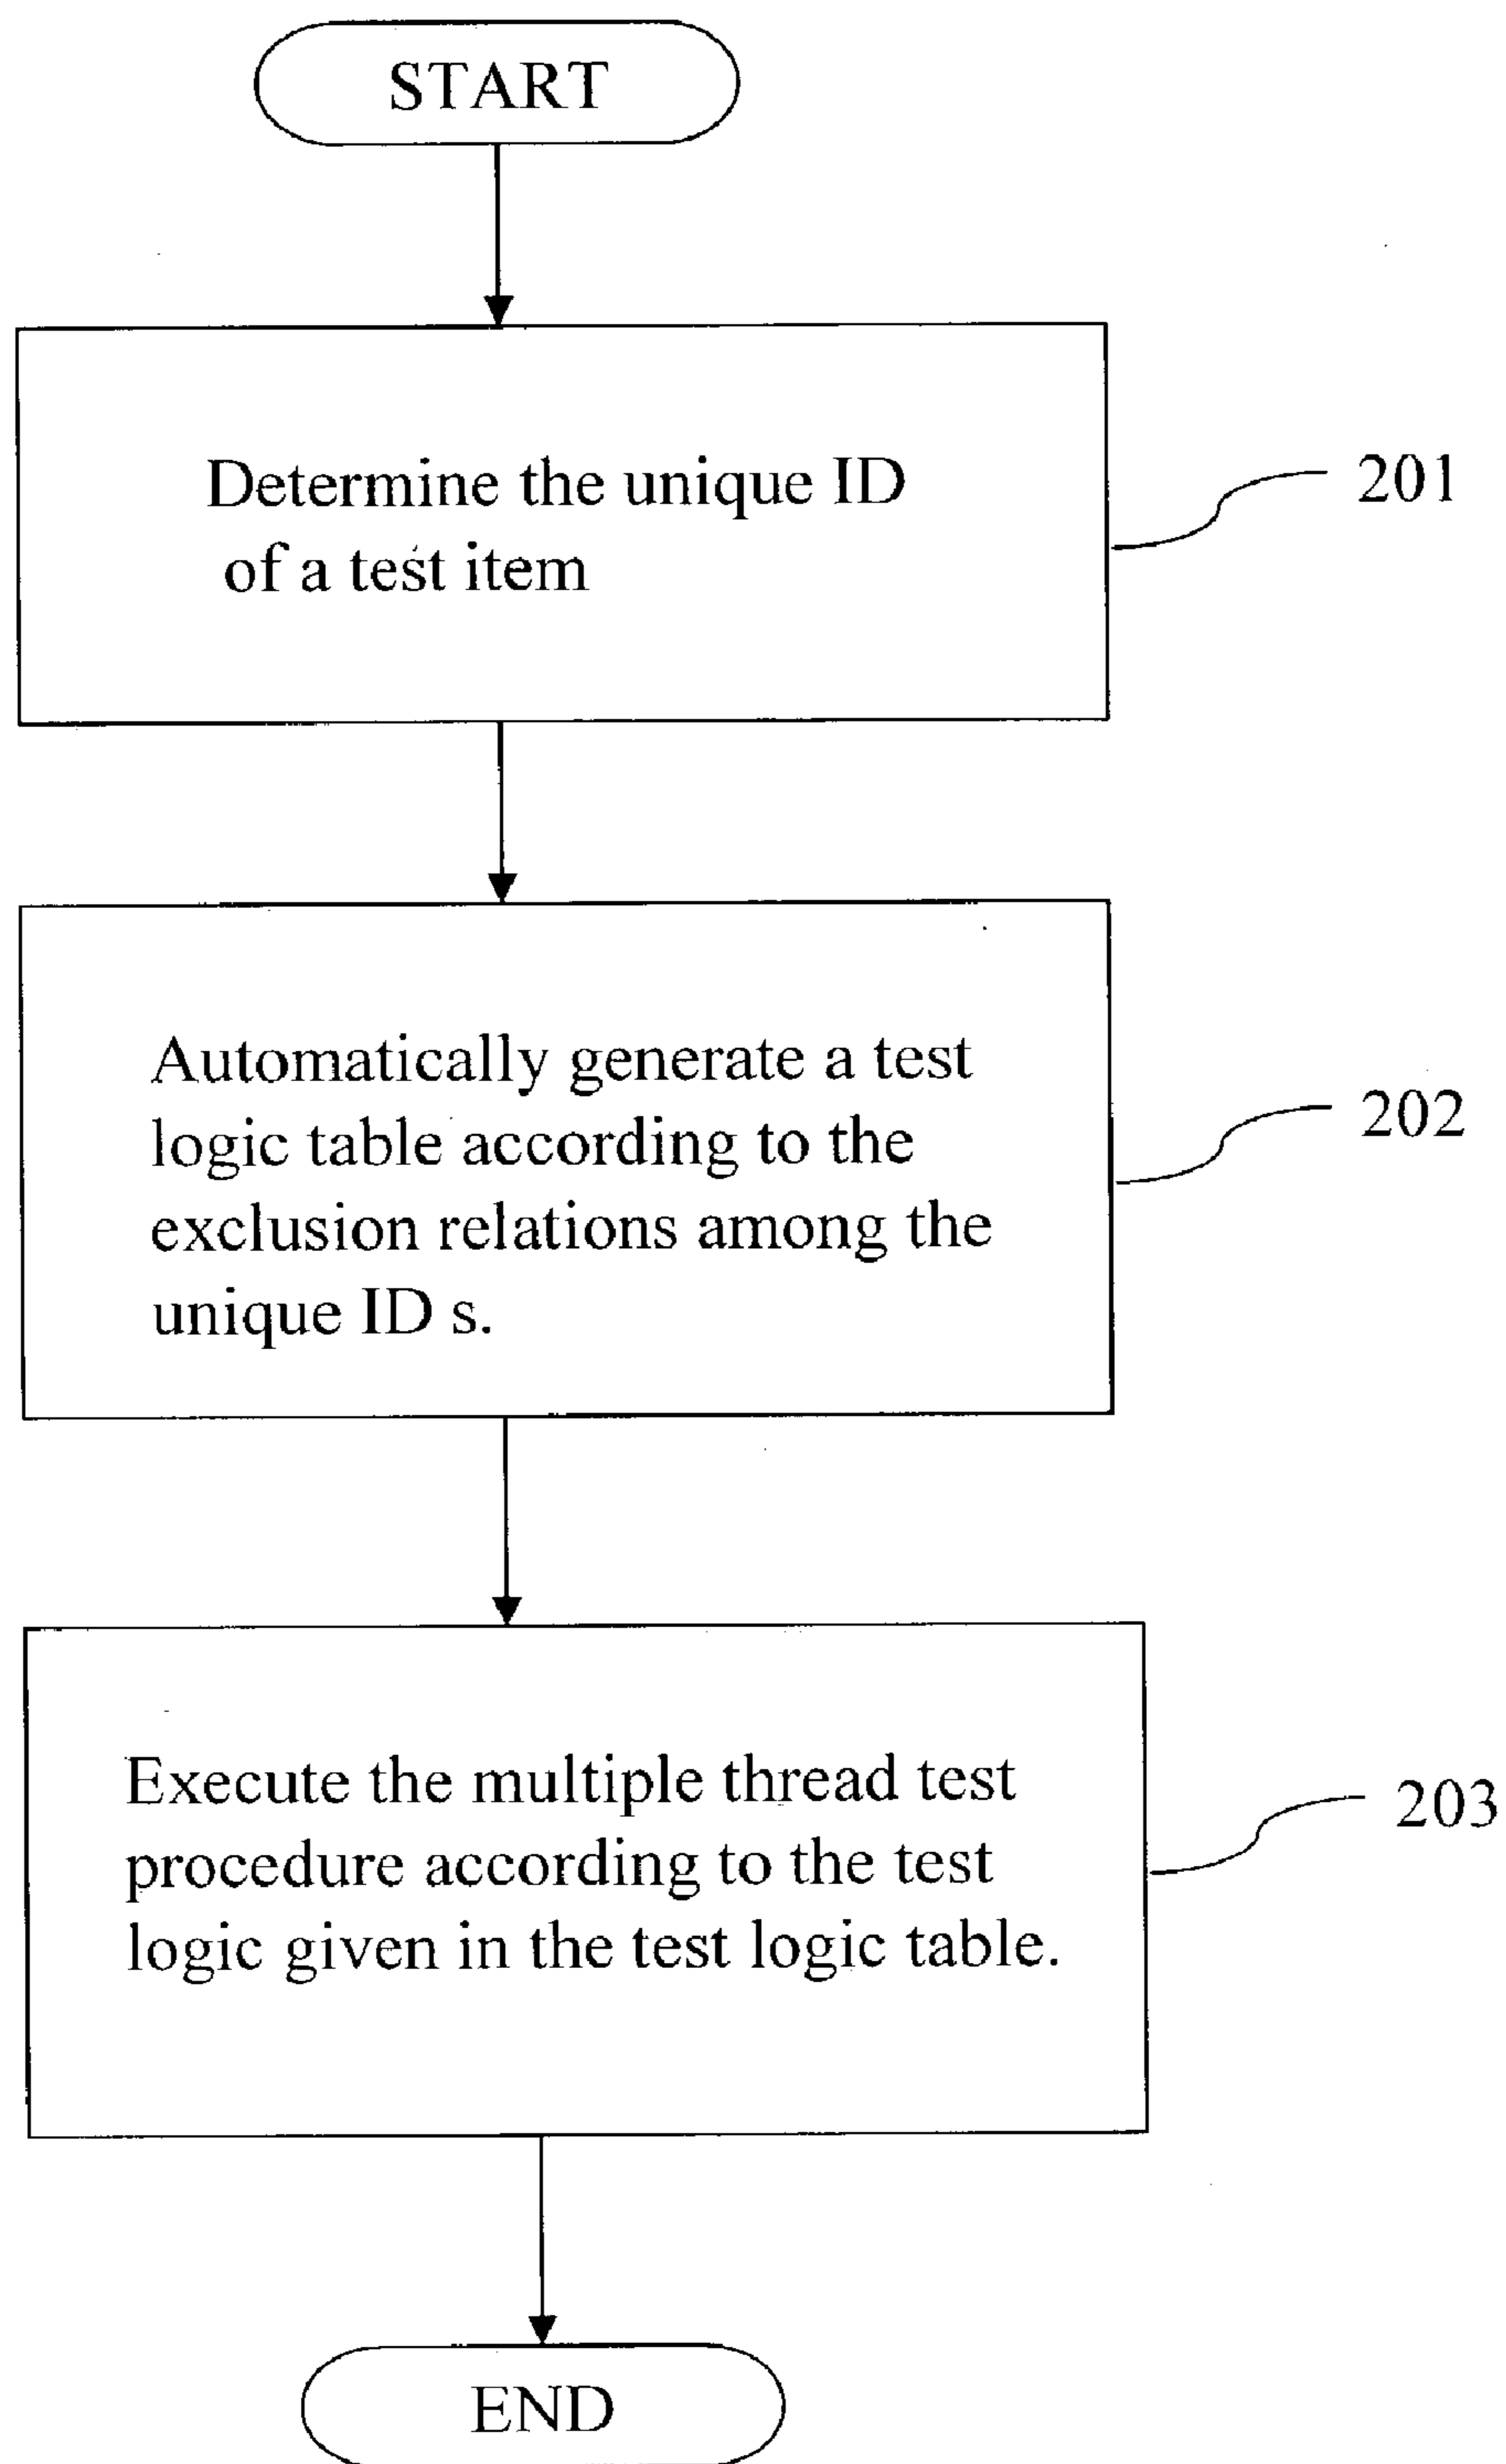 START
Determine the unique ID
of a test item
201
Automatically generate a test
logic table according to the
exclusion relations among the
unique ID s.
202
Execute the multiple thread test
procedure according to the test
logic given in the test logic table.
203
END